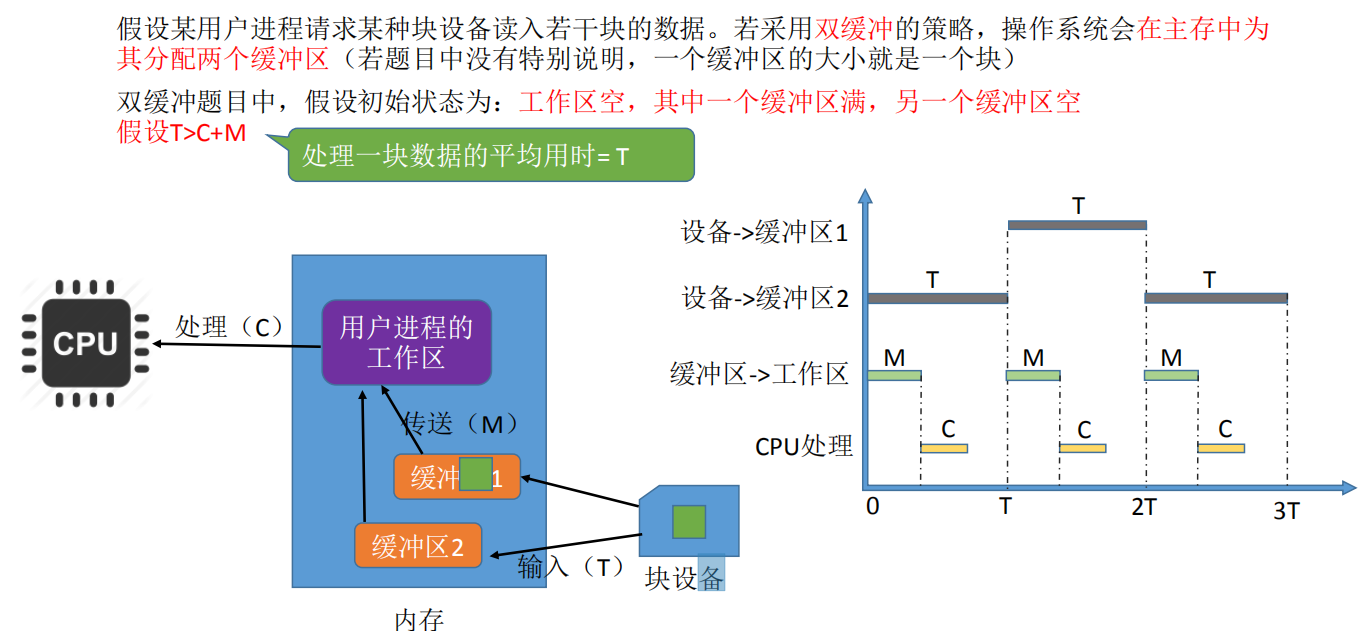 假设某用户进程请求某种块设备读入若干块的数据。若采用双缓冲的策略，操作系统会在主存中为
其分配两个缓冲区（若题目中没有特别说明，一个缓冲区的大小就是一个块）
双缓冲题目中，假设初始状态为：工作区空，其中一个缓冲区满，另一个缓冲区空
假设T>C+M
处理一块数据的平均用时= T
CPU
处理（C）
用户进程的
工作区
传送（M）
缓冲 1
缓冲区2
输入（T）
块设备
内存
设备->缓冲区1
T
设备->缓冲区2
T
T
缓冲区->工作区
M
M
M
CPU处理
C
C
C
0
T
2T
3T